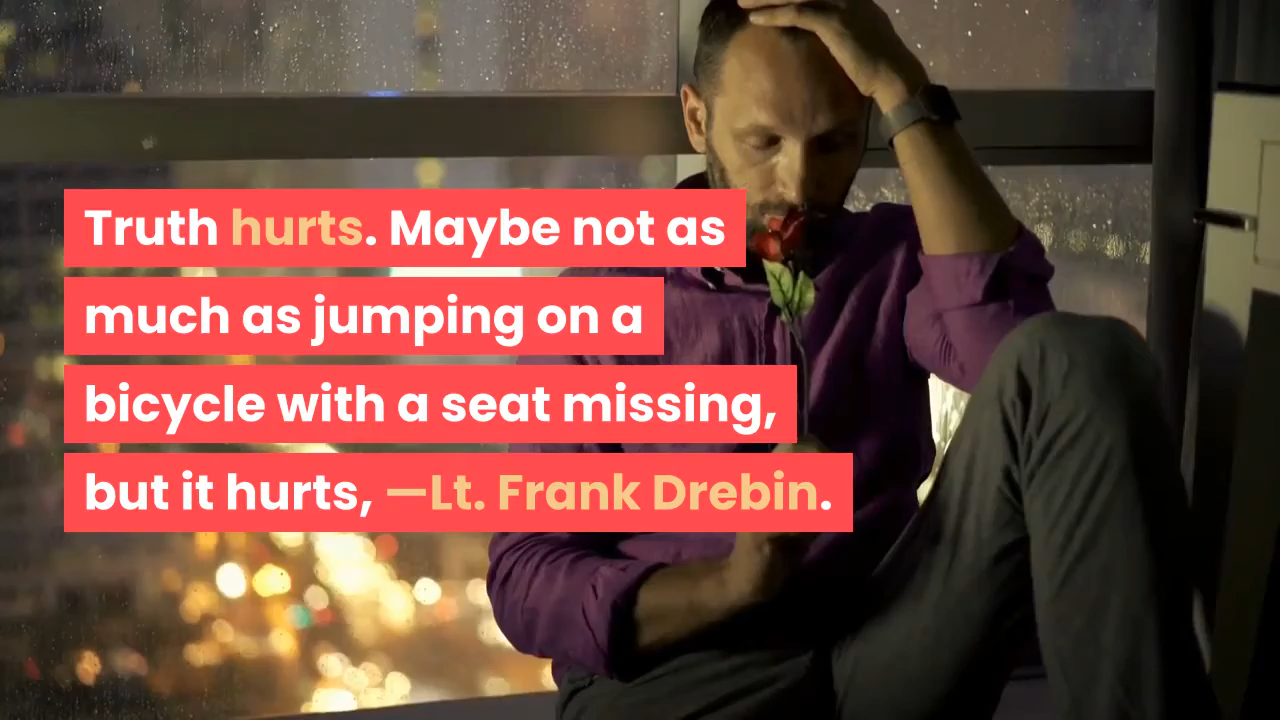 Truth hurts. Maybe not as
much as jumping on a
bicycle with a seat missing,
but it hurts, —Lt. Frank Drebin.